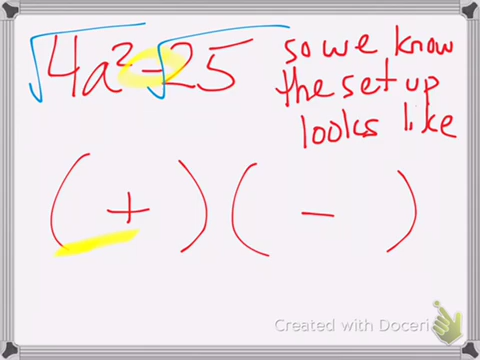 √4a² - √25
so we know
the set up
looks like
( + ) ( - )
Created with Doceri